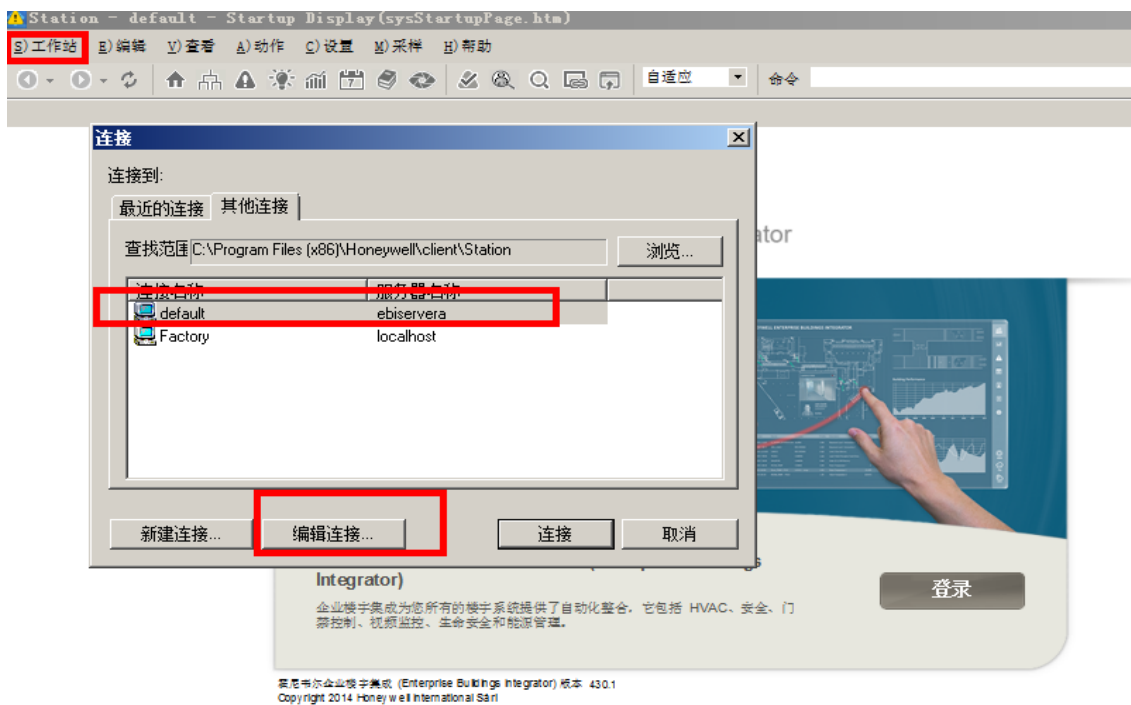 Station - default - Startup Display(sysStartupPage.htm)
S)工作站 E)编辑 V)查看 A)动作 C)设置 M)采样 H)帮助
自适应 命令
连接
连接到:
最近的连接 其他连接
ator
查找范围 C:\Program Files (x86)\Honeywell\client\Station 浏览...
连接名称 服务器名称
default ebiservera
Factory localhost
新建连接... 编辑连接... 连接 取消
Integrator)
登录
企业楼宇集成为您所有的楼宇系统提供了自动化整合。它包括 HVAC、安全、门
禁控制、视频监控、生命安全和能源管理。
霍尼韦尔企业楼宇集成 (Enterprise Buildings Integrator) 版本 430.1
Copyright 2014 Honeywell International Sàrl